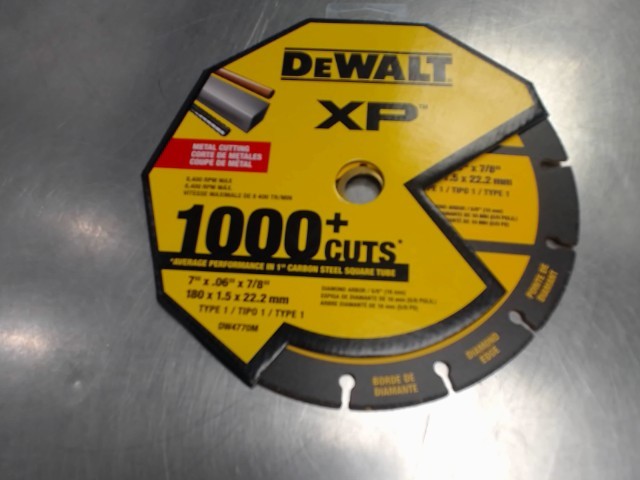 DEWALT
XP™
METAL CUTTING
CORTE DE METALES
COUPE DE MÉTAL
1000+
CUTS*
*AVERAGE PERFORMANCE IN 1" CARBON STEEL SQUARE TUBE
7" x .06" x 7/8"
180 x 1.5 x 22.2 mm
TYPE 1 / TIPO 1 / TYPE 1
DW4770M
x 7/8"
1.5 x 22.2 mm
1 / TIPO 1 / TYPE 1
POINTE DE
DIAMANT
DIAMOND
EDGE
BORDE DE
DIAMANTE